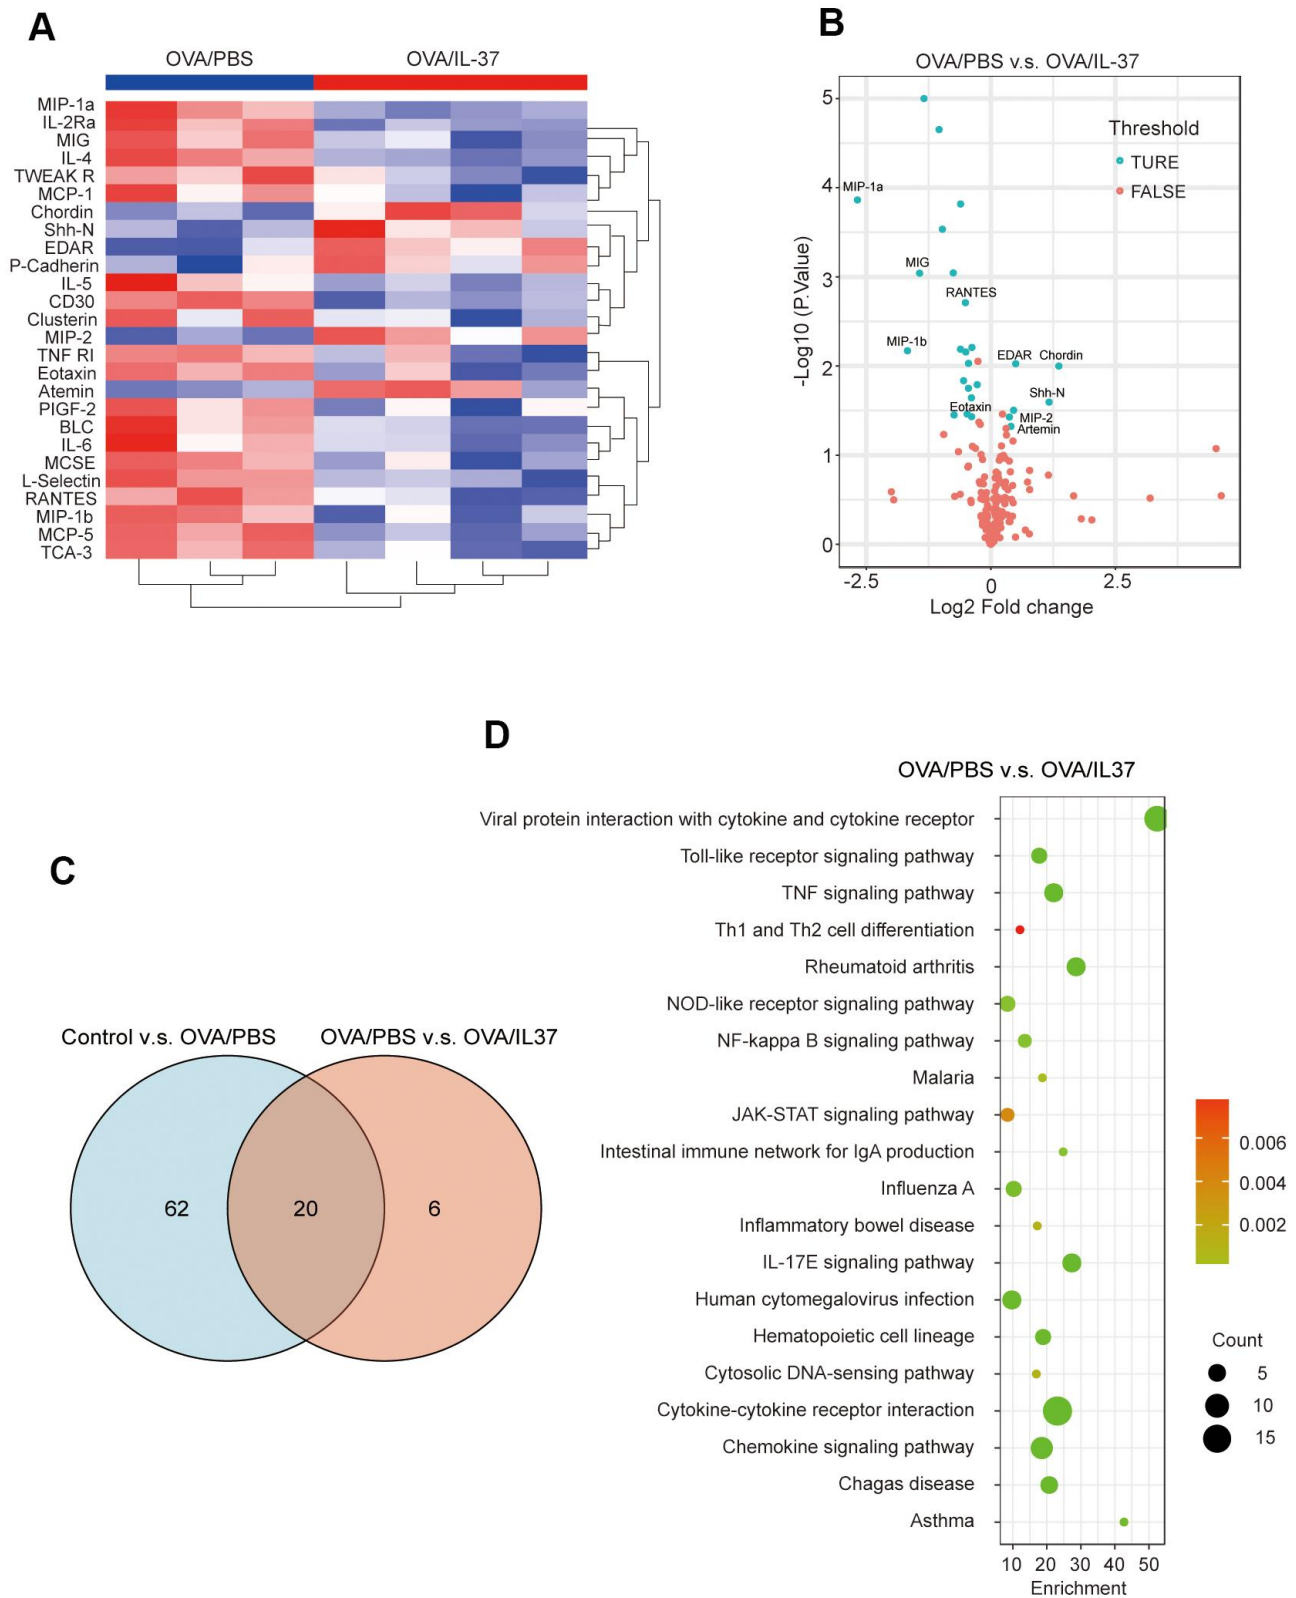 A
OVA/PBS
OVA/IL-37
MIP-1a
IL-2Ra
MIG
IL-4
TWEAK R
MCP-1
Chordin
Shh-N
EDAR
P-Cadherin
IL-5
CD30
Clusterin
MIP-2
TNF RI
Eotaxin
Atemin
PIGF-2
BLC
IL-6
MCSE
L-Selectin
RANTES
MIP-1b
MCP-5
TCA-3
B
OVA/PBS v.s. OVA/IL-37
-Log10 (P.Value)
5
4
3
2
1
0
Threshold
TURE
FALSE
MIP-1a
MIG
RANTES
MIP-1b
EDAR
Chordin
Shh-N
Eotaxin
MIP-2
Artemin
-2.5
0
2.5
Log2 Fold change
C
Control v.s. OVA/PBS
OVA/PBS v.s. OVA/IL37
62
20
6
D
OVA/PBS v.s. OVA/IL37
Viral protein interaction with cytokine and cytokine receptor
Toll-like receptor signaling pathway
TNF signaling pathway
Th1 and Th2 cell differentiation
Rheumatoid arthritis
NOD-like receptor signaling pathway
NF-kappa B signaling pathway
Malaria
JAK-STAT signaling pathway
Intestinal immune network for IgA production
Influenza A
Inflammatory bowel disease
IL-17E signaling pathway
Human cytomegalovirus infection
Hematopoietic cell lineage
Cytosolic DNA-sensing pathway
Cytokine-cytokine receptor interaction
Chemokine signaling pathway
Chagas disease
Asthma
10 20 30 40 50
Enrichment
0.006
0.004
0.002
Count
5
10
15